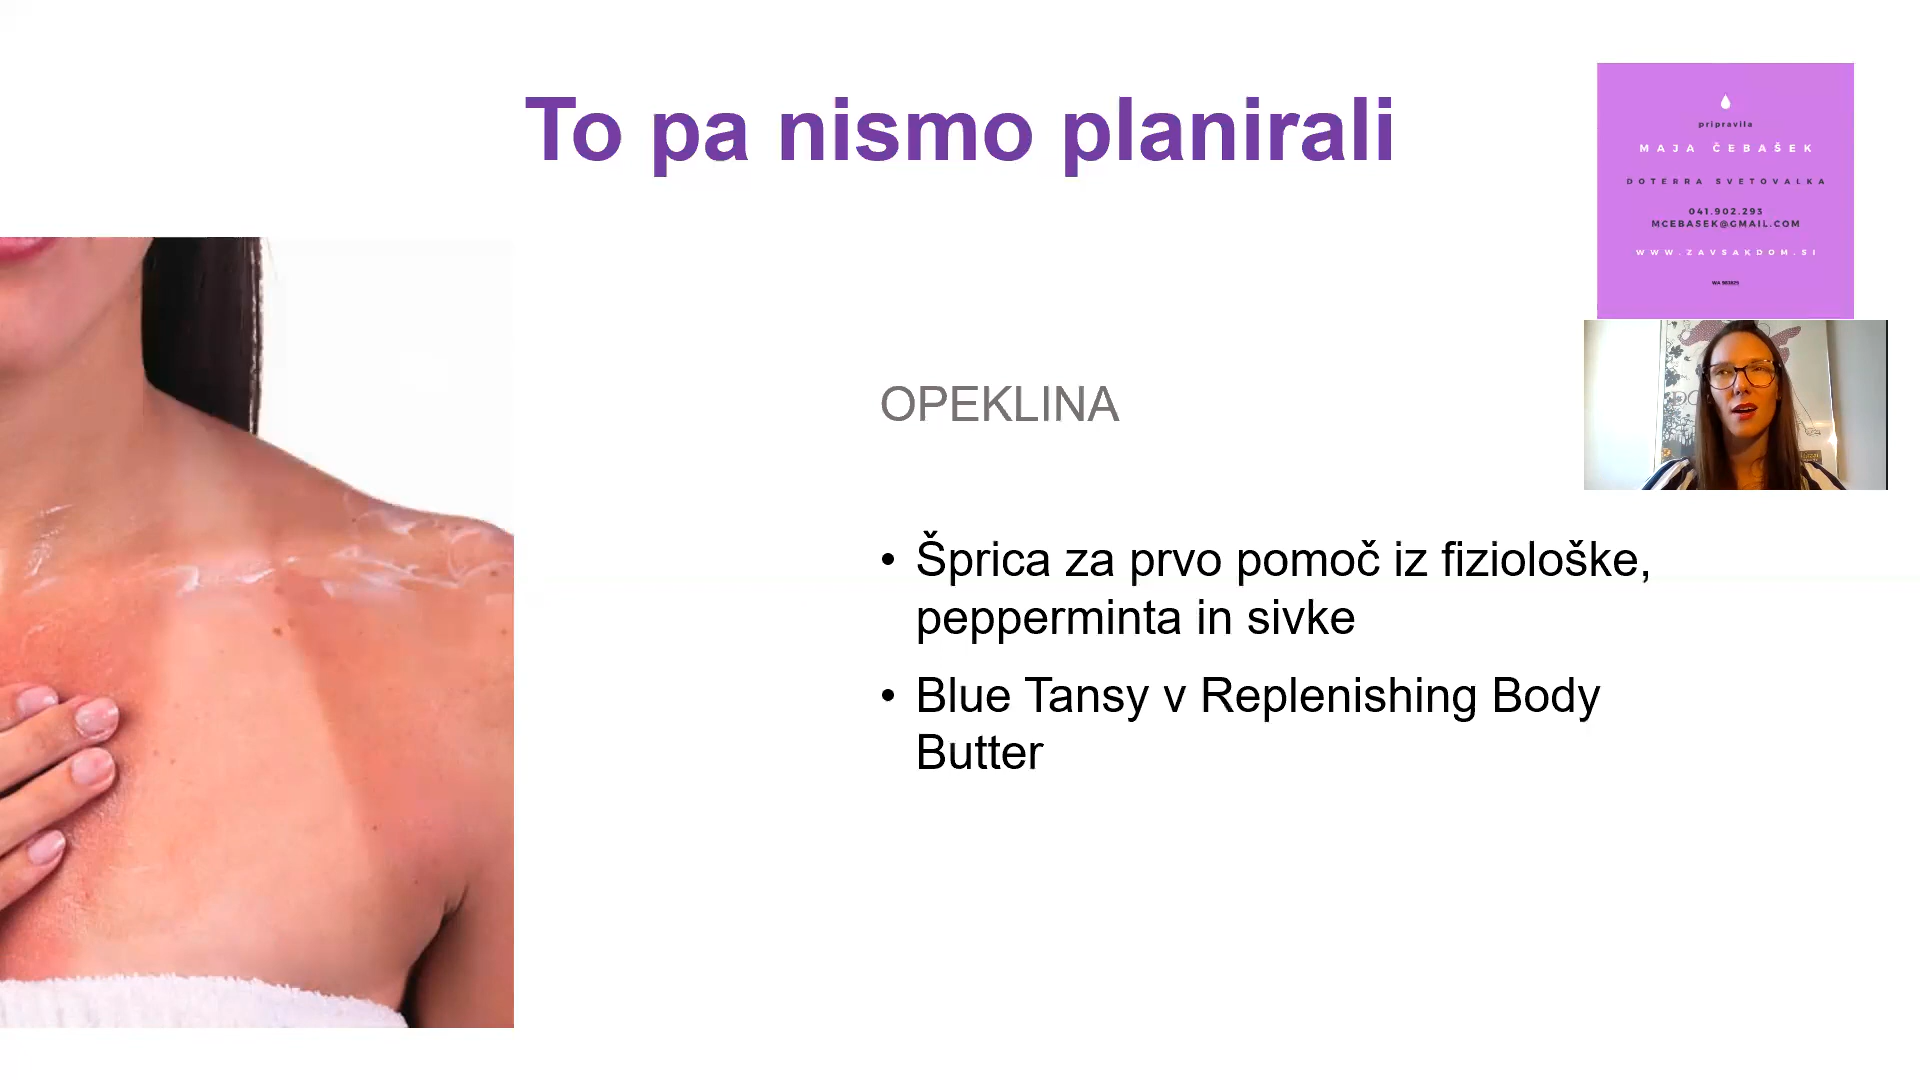 To pa nismo planirali
pripravila
MAJA ČEBAŠEK
DOTERRA SVETOVALKA
041.902.293
MCEBASEK@GMAIL.COM
WWW.ZAVSAKDOM.SI
OPEKLINA
• Šprica za prvo pomoč iz fiziološke,
pepperminta in sivke
• Blue Tansy v Replenishing Body
Butter